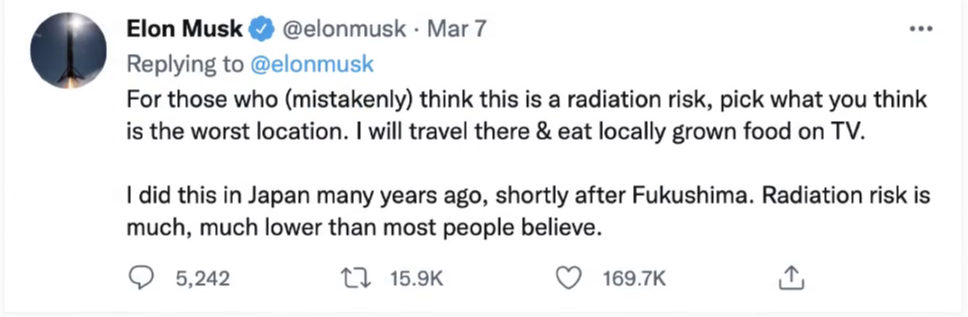 Elon Musk @elonmusk · Mar 7
Replying to @elonmusk
For those who (mistakenly) think this is a radiation risk, pick what you think
is the worst location. I will travel there & eat locally grown food on TV.
I did this in Japan many years ago, shortly after Fukushima. Radiation risk is
much, much lower than most people believe.
5,242 15.9K 169.7K